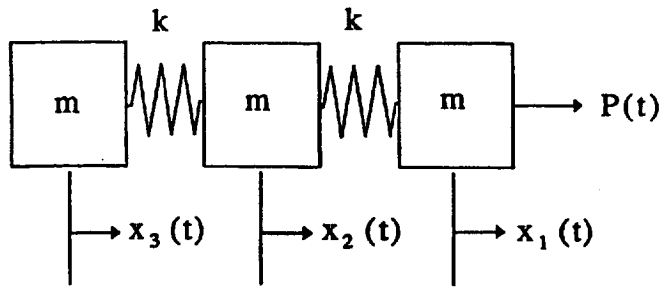 k k
m m m P(t)
x₃ (t) x₂ (t) x₁ (t)